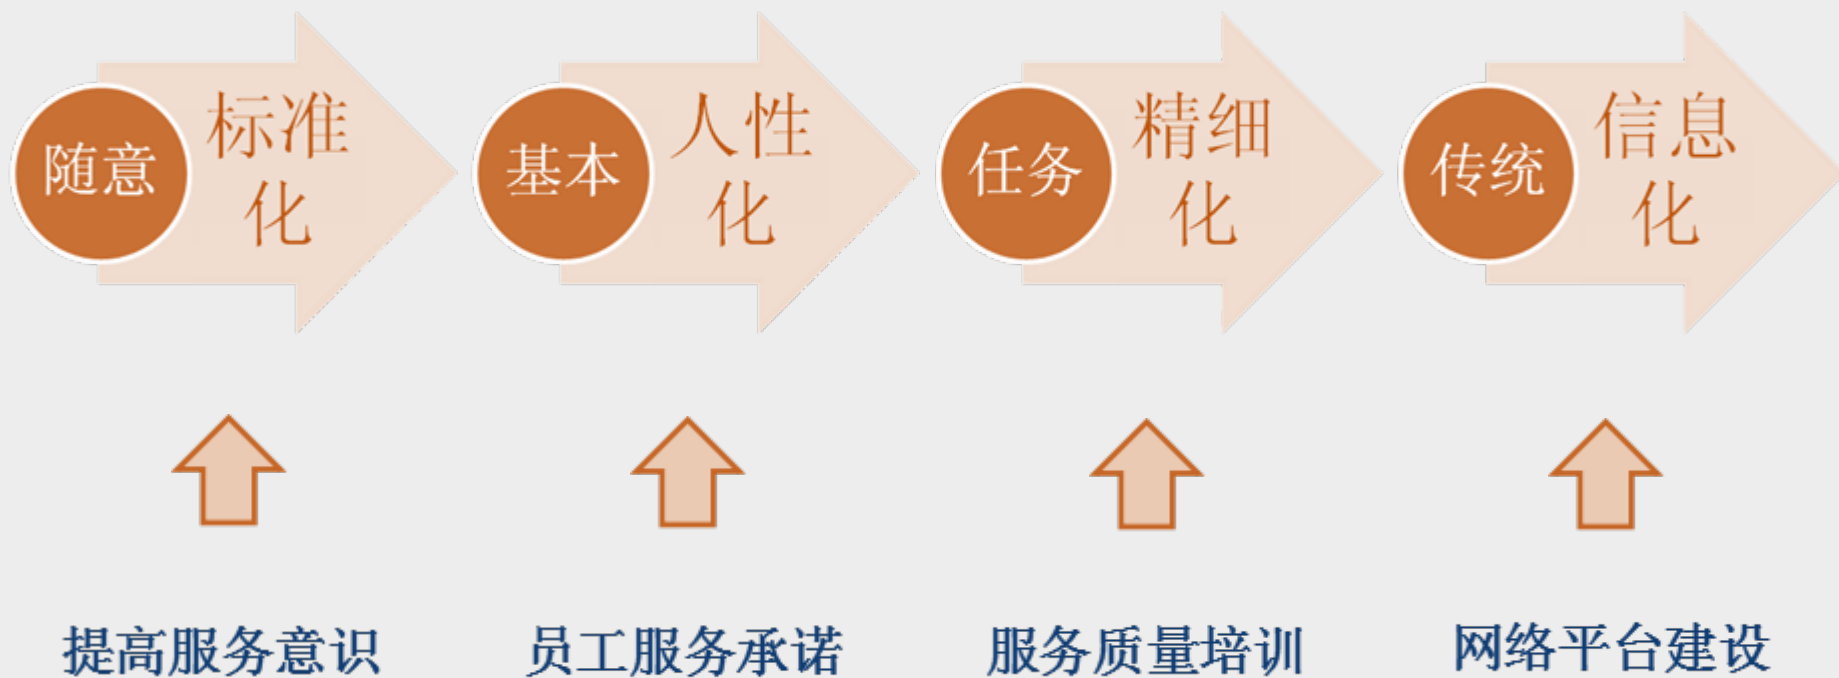 随意
标准
化
基本
人性
化
任务
精细
化
传统
信息
化
提高服务意识
员工服务承诺
服务质量培训
网络平台建设